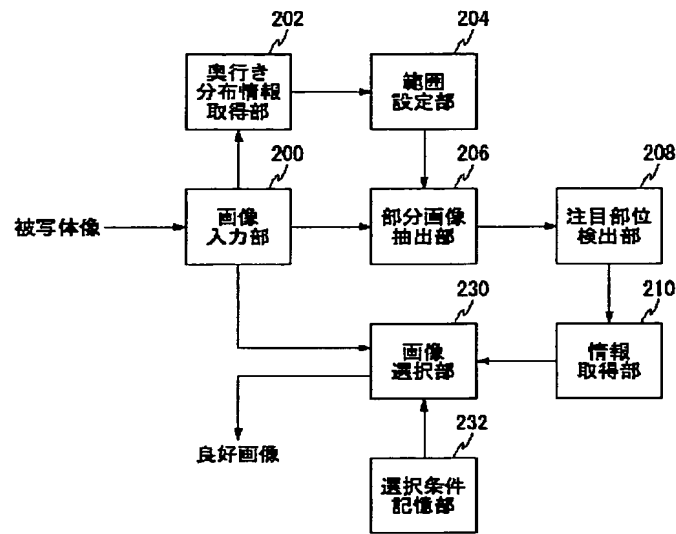 202
奥行き
分布情報
取得部
204
範囲
設定部
200
画像
入力部
206
部分画像
抽出部
208
注目部位
検出部
被写体像
230
画像
選択部
210
情報
取得部
良好画像
232
選択条件
記憶部